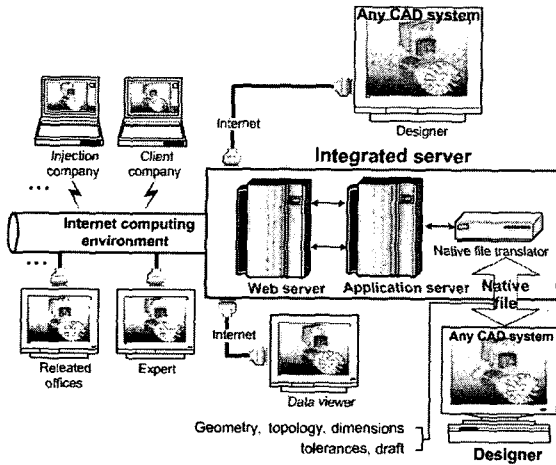 Any CAD system
Designer
Internet
Injection
company
Client
company
Integrated server
Internet computing
environment
Web server
Application server
Native file translator
Native
file
Releated
offices
Expert
Internet
Data viewer
Any CAD system
Geometry, topology, dimensions
tolerances, draft
Designer